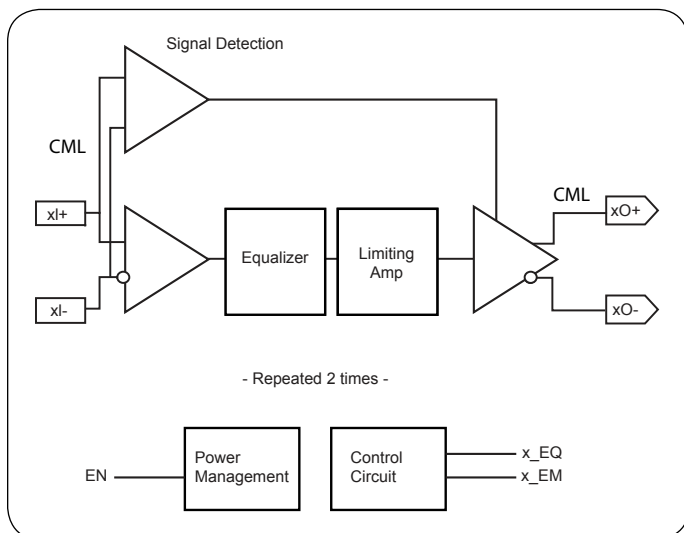 Signal Detection
CML
CML
xI+
xO+
Equalizer
Limiting
Amp
xI-
xO-
- Repeated 2 times -
Power
Management
Control
Circuit
EN
x_EQ
x_EM